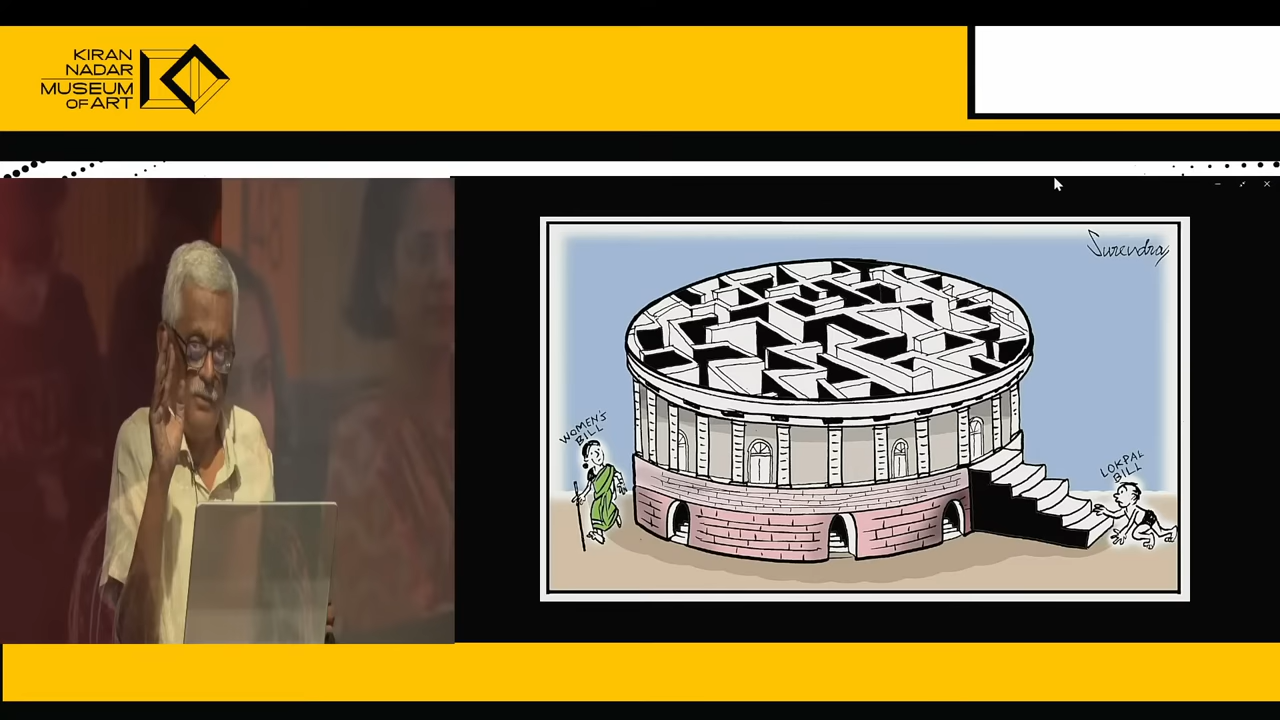 KIRAN
NADAR
MUSEUM
OF ART
Surendra
WOMEN'S
BILL
LOKPAL
BILL